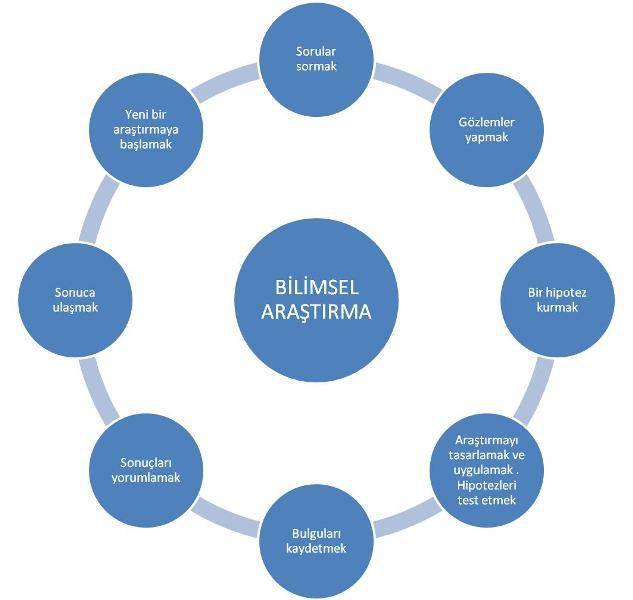 Sorular
sormak
Gözlemler
yapmak
Bir hipotez
kurmak
Araştırmayı
tasarlamak ve
uygulamak .
Hipotezleri
test etmek
Bulguları
kaydetmek
Sonuçları
yorumlamak
Sonuca
ulaşmak
Yeni bir
araştırmaya
başlamak
BİLİMSEL
ARAŞTIRMA